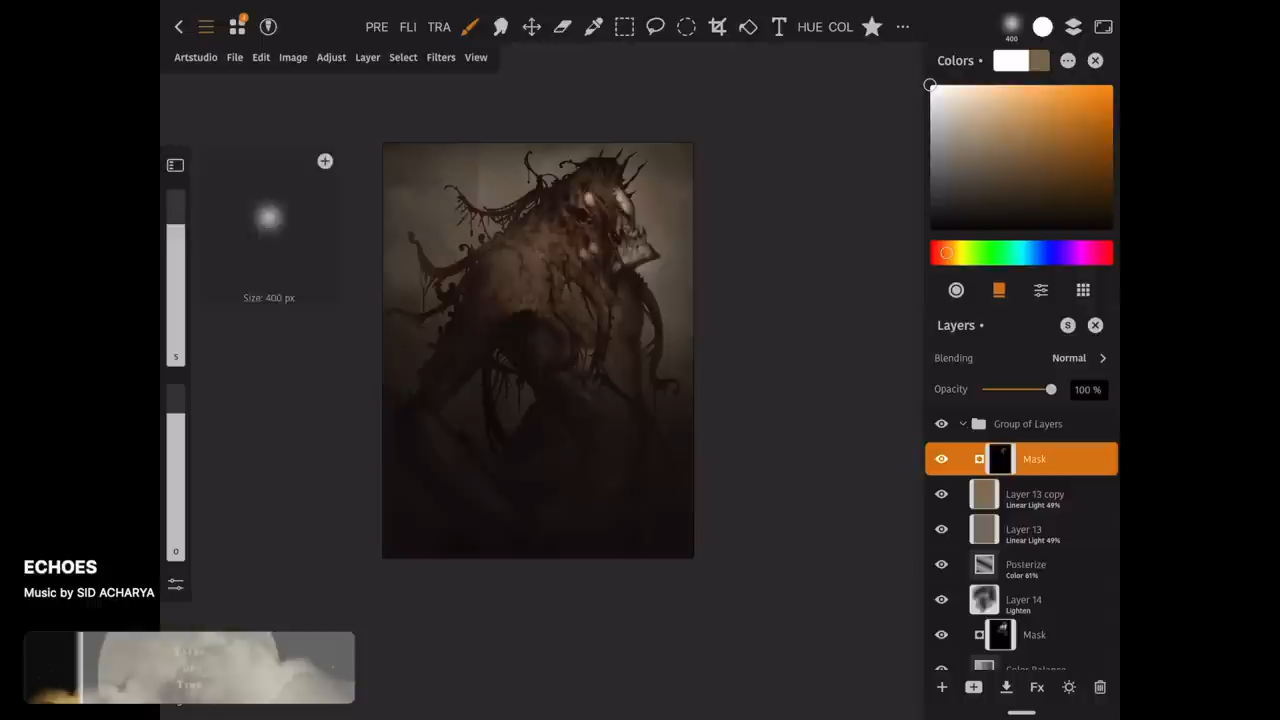 PRE FLI TRA T HUE COL
400
Artstudio File Edit Image Adjust Layer Select Filters View
Colors
Size: 400 px
S
O
Layers
S
Blending Normal
Opacity 100 %
Group of Layers
Mask
Layer 13 copy
Linear Light 49%
Layer 13
Linear Light 49%
Posterize
Color 61%
Layer 14
Lighten
Mask
Color Balance
Fx
ECHOES
Music by SID ACHARYA